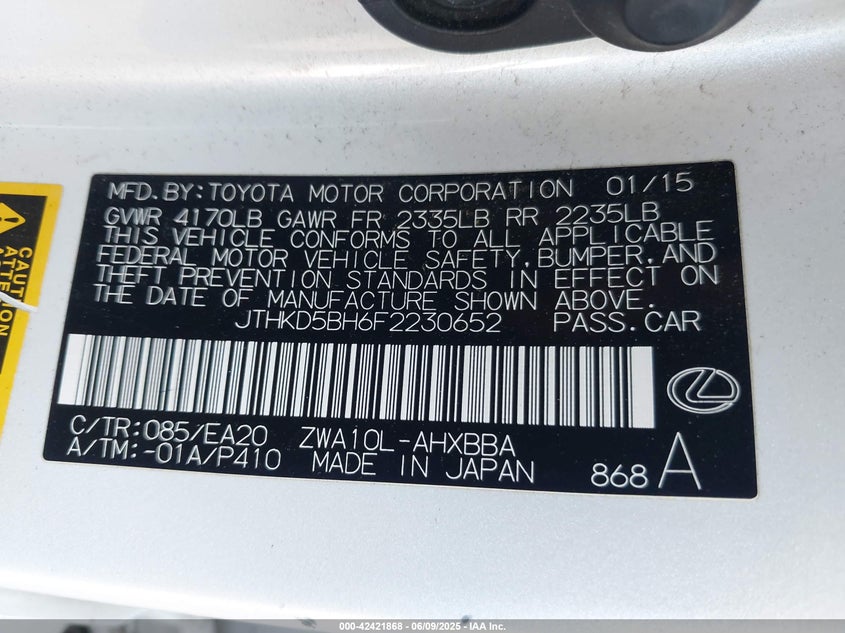 MFD.BY:TOYOTA MOTOR CORPORATION 01/15
GVWR 4170LB GAWR FR 2335LB RR 2235LB
THIS VEHICLE CONFORMS TO ALL APPLICABLE
FEDERAL MOTOR VEHICLE SAFETY,BUMPER,AND
THEFT PREVENTION STANDARDS IN EFFECT ON
THE DATE OF MANUFACTURE SHOWN ABOVE.
JTHKD5BH6F2230652 PASS.CAR
C/TR:085/EA20 ZWA10L-AHXBBA
A/TM:-01A/P410 MADE IN JAPAN 868 A
CAUTI
ATTENTION
000-42421868 | 06/09/2025 - IAA Inc.